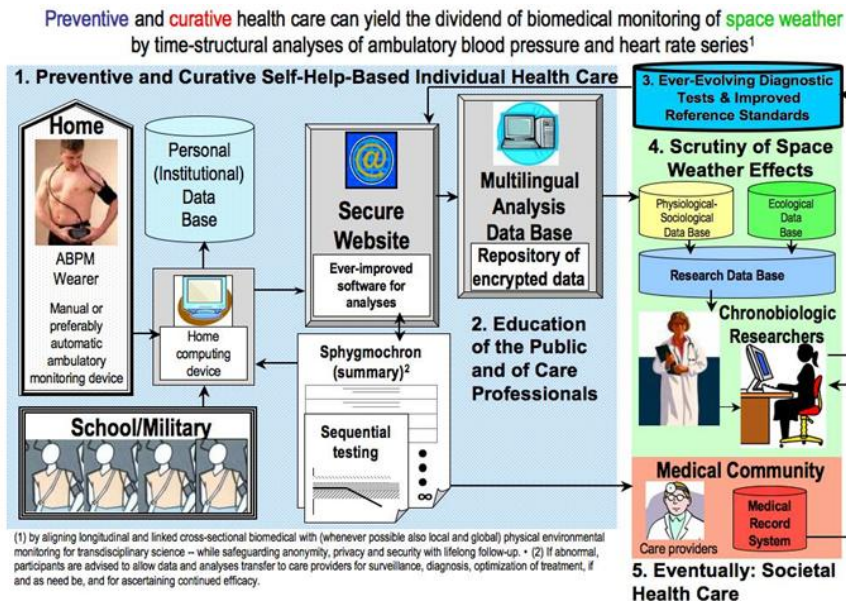 Preventive and curative health care can yield the dividend of biomedical monitoring of space weather
by time-structural analyses of ambulatory blood pressure and heart rate series1
1. Preventive and Curative Self-Help-Based Individual Health Care
Home
ABPM
Wearer
Manual or
preferably
automatic
ambulatory
monitoring device
Personal
(Institutional)
Data
Base
Home
computing
device
School/Military
@
Secure
Website
Ever-improved
software for
analyses
Multilingual
Analysis
Data Base
Repository of
encrypted data
Sphygmochron
(summary)2
Sequential
testing
∞
2. Education
of the Public
and of Care
Professionals
3. Ever-Evolving Diagnostic
Tests & Improved
Reference Standards
4. Scrutiny of Space
Weather Effects
Physiological-
Sociological
Data Base
Ecological
Data
Base
Research Data Base
Chronobiologic
Researchers
Medical Community
Care providers
Medical
Record
System
5. Eventually: Societal
Health Care
(1) by aligning longitudinal and linked cross-sectional biomedical with (whenever possible also local and global) physical environmental
monitoring for transdisciplinary science -- while safeguarding anonymity, privacy and security with lifelong follow-up. • (2) If abnormal,
participants are advised to allow data and analyses transfer to care providers for surveillance, diagnosis, optimization of treatment, if
and as need be, and for ascertaining continued efficacy.